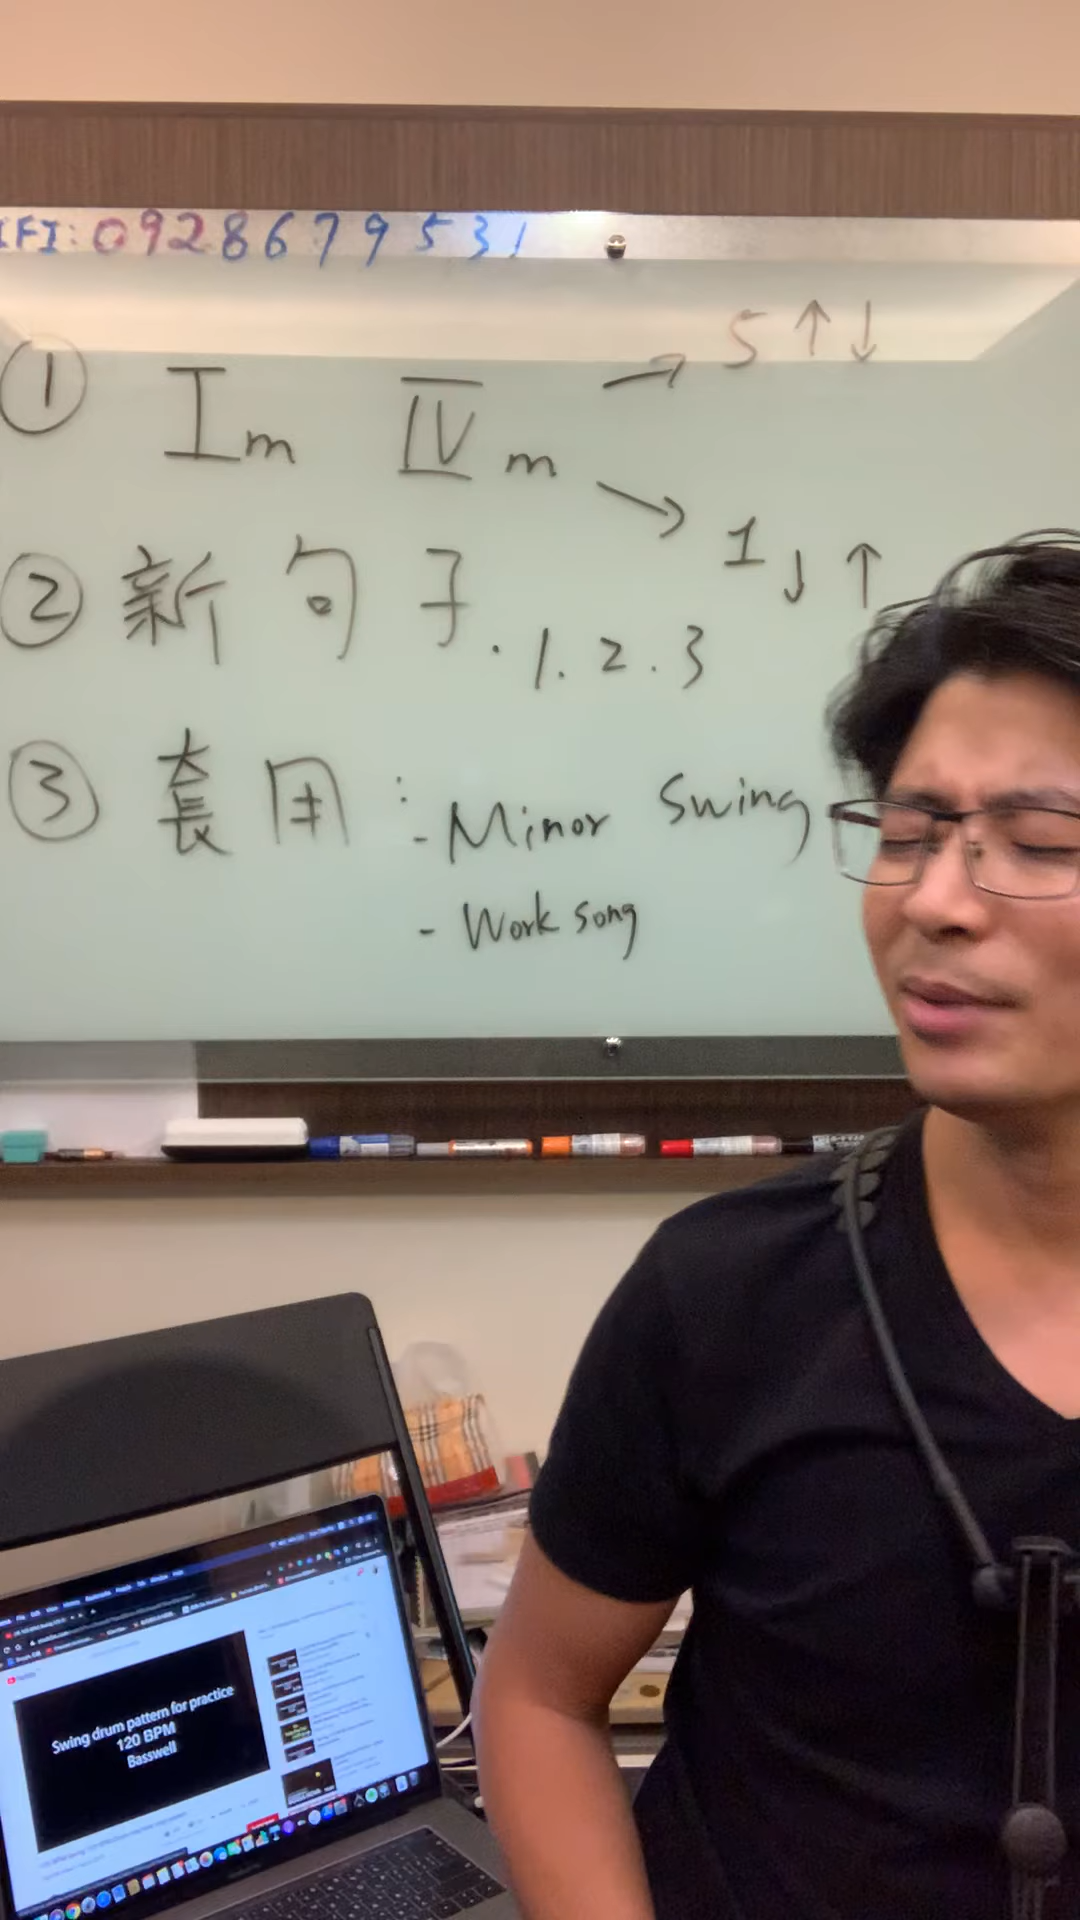 IFI: 0928679531
① Im IVm → 5 ↑ ↓
→ 1 ↓ ↑
② 新句子. 1. 2. 3
③ 套用: - Minor Swing
- Work song
Swing drum pattern for practice
120 BPM
Basswell